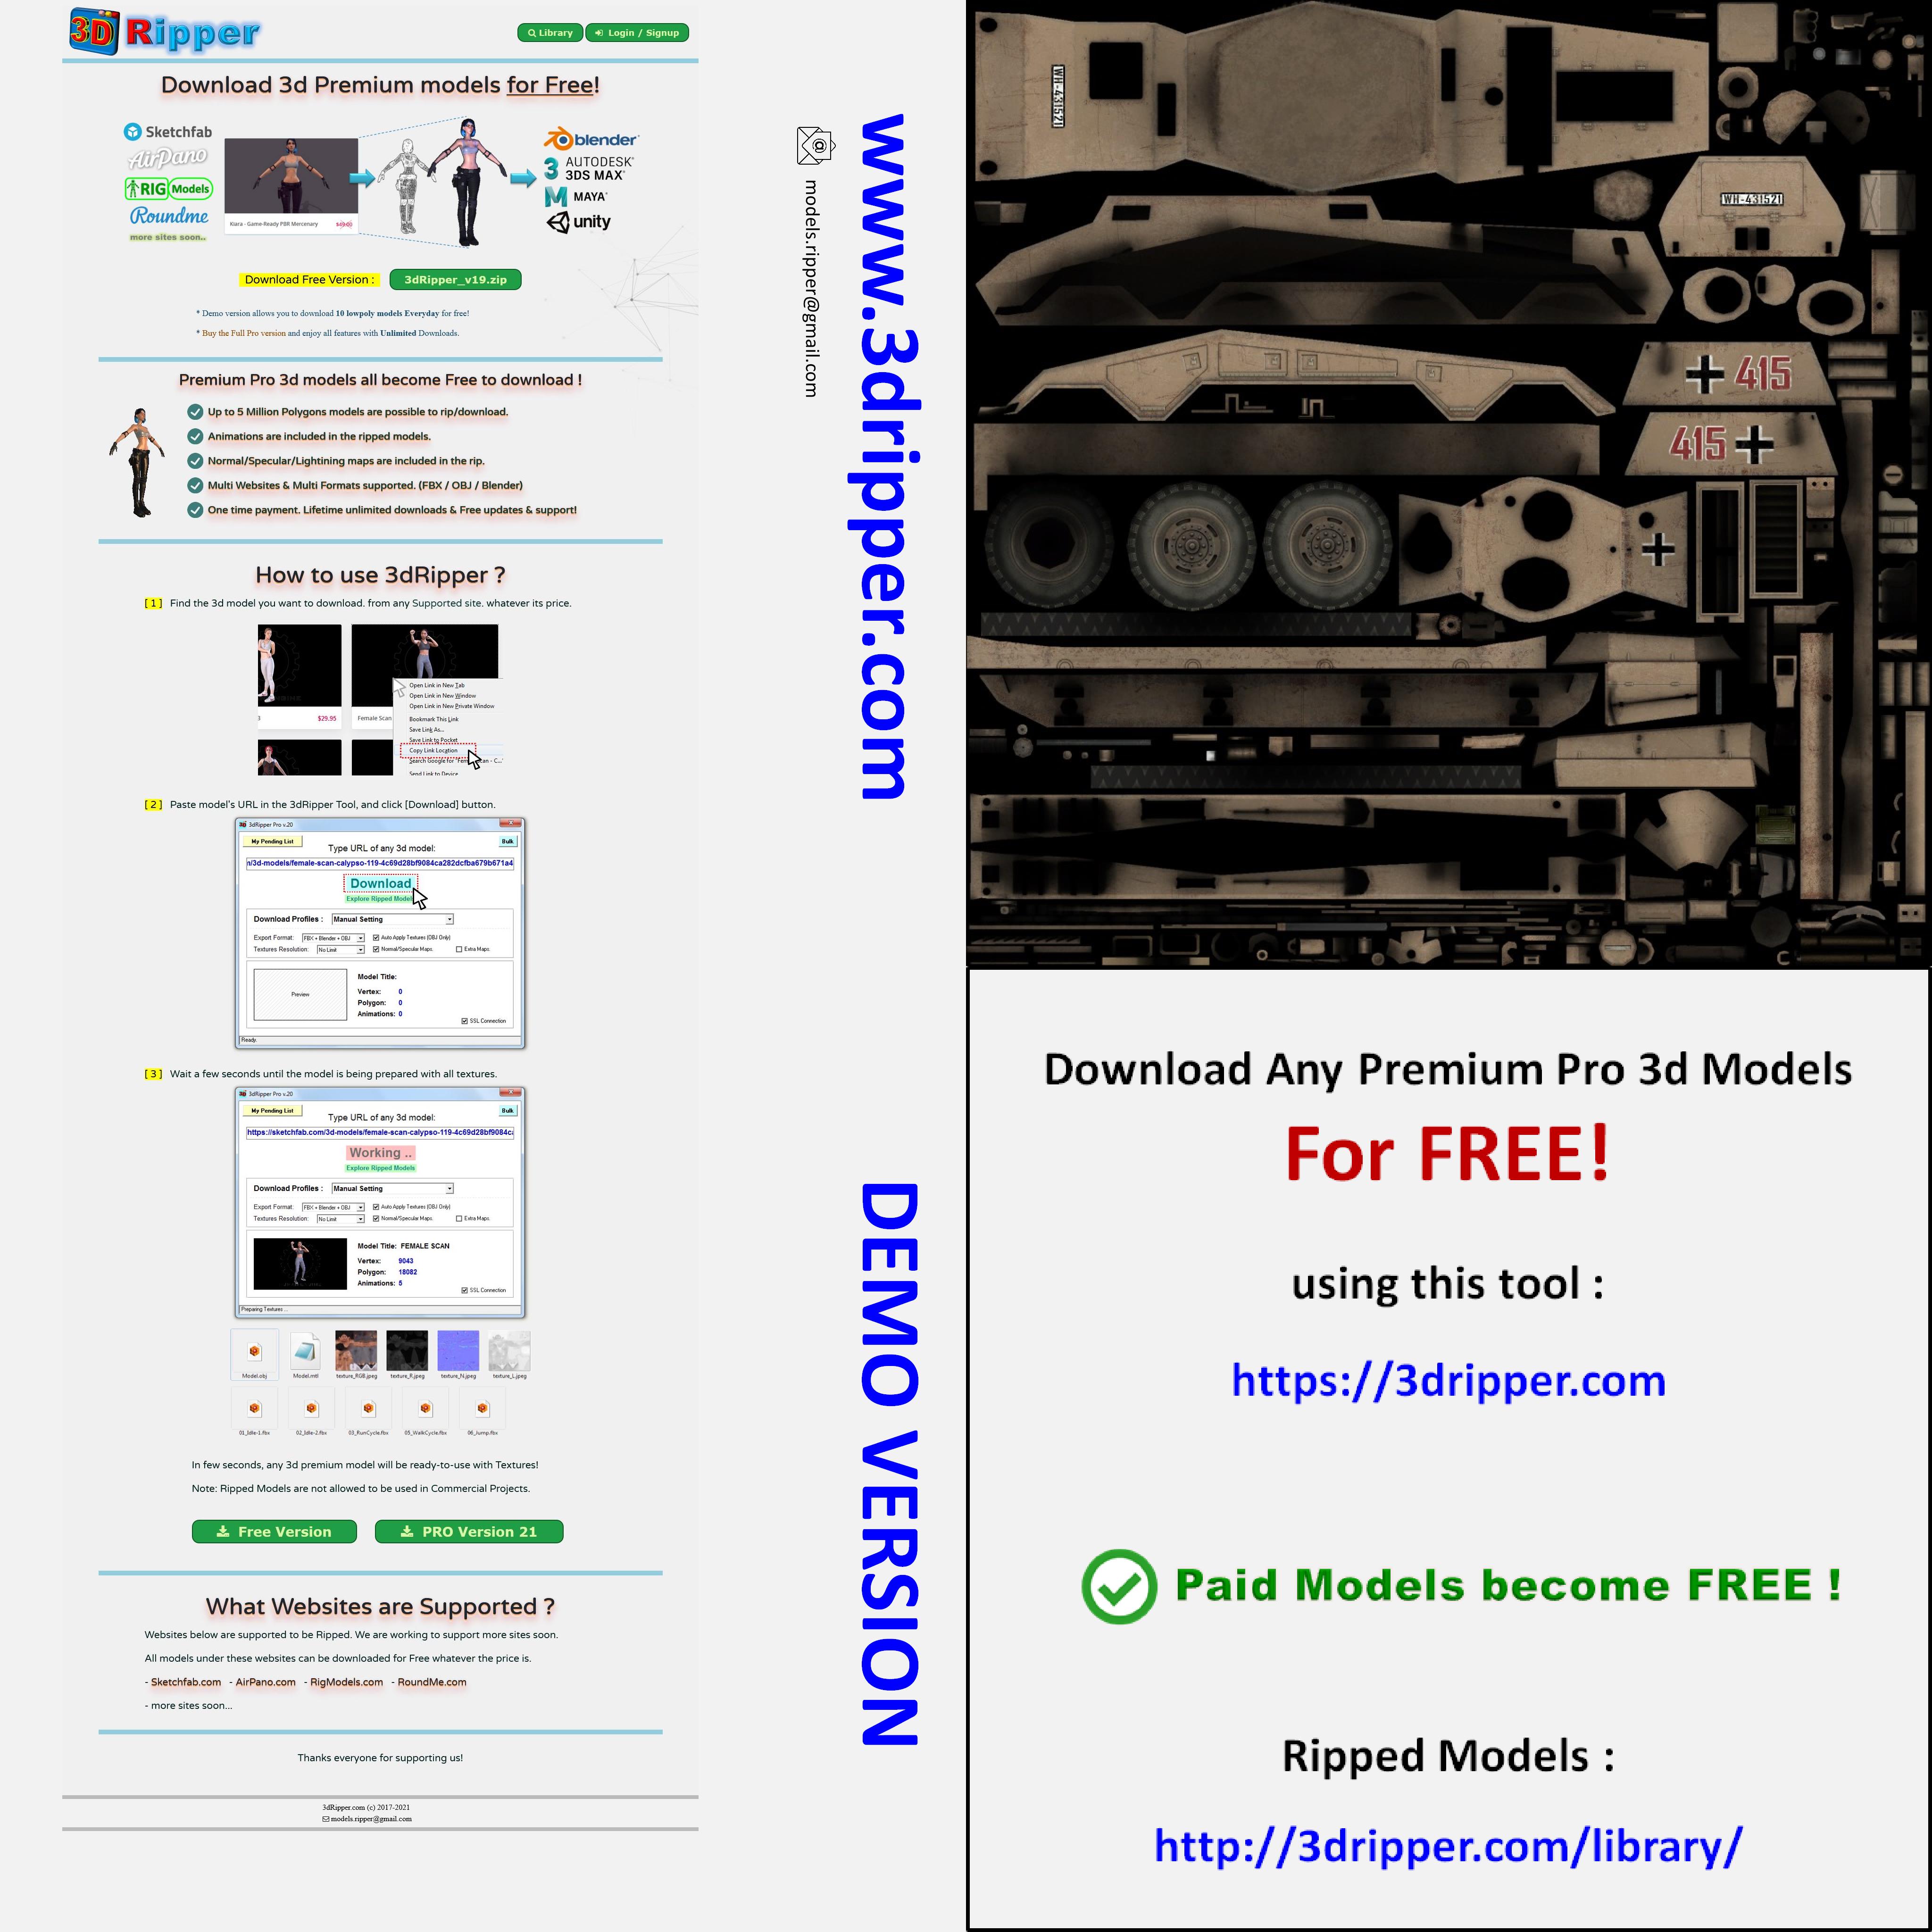 3D Ripper
Library
Login / Signup
Download 3d Premium models for Free!
Sketchfab
AirPano
RIG Models
Roundme
more sites soon..
Kiara - Game-Ready PBR Mercenary
blender
AUTODESK
3DS MAX
MAYA
unity
Download Free Version :
3dRipper_v19.zip
* Demo version allows you to download 10 lowpoly models Everyday for free!
* Buy the Full Pro version and enjoy all features with Unlimited Downloads.
Premium Pro 3d models all become Free to download !
Up to 5 Million Polygons models are possible to rip/download.
Animations are included in the ripped models.
Normal/Specular/Lightining maps are included in the rip.
Multi Websites & Multi Formats supported. (FBX / OBJ / Blender)
One time payment. Lifetime unlimited downloads & Free updates & support!
How to use 3dRipper ?
[ 1 ] Find the 3d model you want to download. from any Supported site. whatever its price.
$29.95
Female Scan
Open Link in New Tab
Open Link in New Window
Open Link in New Private Window
Bookmark This Link
Save Link As...
Save Link to Pocket
Copy Link Location
Send Link to Device
[ 2 ] Paste model's URL in the 3dRipper Tool, and click [Download] button.
3dRipper Pro v.20
My Pending List
Bulk
Type URL of any 3d model:
n/3d-models/female-scan-calypso-119-4c69d28bf9084ca282dcfba679b671a4
Download
Explore Ripped Models
Download Profiles : Manual Setting
Export Format: FBX + Blender + OBJ Auto Apply Textures (OBJ Only)
Textures Resolution: No Limit Normal/Specular Maps. Extra Maps.
Preview
Model Title:
Vertex: 0
Polygon: 0
Animations: 0
SSL Connection
Ready.
[ 3 ] Wait a few seconds until the model is being prepared with all textures.
3dRipper Pro v.20
My Pending List
Bulk
Type URL of any 3d model:
https://sketchfab.com/3d-models/female-scan-calypso-119-4c69d28bf9084c
Working ..
Explore Ripped Models
Download Profiles : Manual Setting
Export Format: FBX + Blender + OBJ Auto Apply Textures (OBJ Only)
Textures Resolution: No Limit Normal/Specular Maps. Extra Maps.
Model Title: FEMALE SCAN
Vertex: 9043
Polygon: 18082
Animations: 5
SSL Connection
Preparing Textures ...
Model.obj Model.mtl texture_RGB.jpeg texture_R.jpeg texture_N.jpeg texture_L.jpeg
01_Idle-1.fbx 02_Idle-2.fbx 03_RunCycle.fbx 05_WalkCycle.fbx 06_Jump.fbx
In few seconds, any 3d premium model will be ready-to-use with Textures!
Note: Ripped Models are not allowed to be used in Commercial Projects.
Free Version
PRO Version 21
What Websites are Supported ?
Websites below are supported to be Ripped. We are working to support more sites soon.
All models under these websites can be downloaded for Free whatever the price is.
- Sketchfab.com - AirPano.com - RigModels.com - RoundMe.com
- more sites soon...
Thanks everyone for supporting us!
3dRipper.com (c) 2017-2021
models.ripper@gmail.com
models.ripper@gmail.com
www.3dripper.com
DEMO VERSION
WH-431521
WH-431521
415
415
Download Any Premium Pro 3d Models
For FREE!
using this tool :
https://3dripper.com
Paid Models become FREE !
Ripped Models :
http://3dripper.com/library/